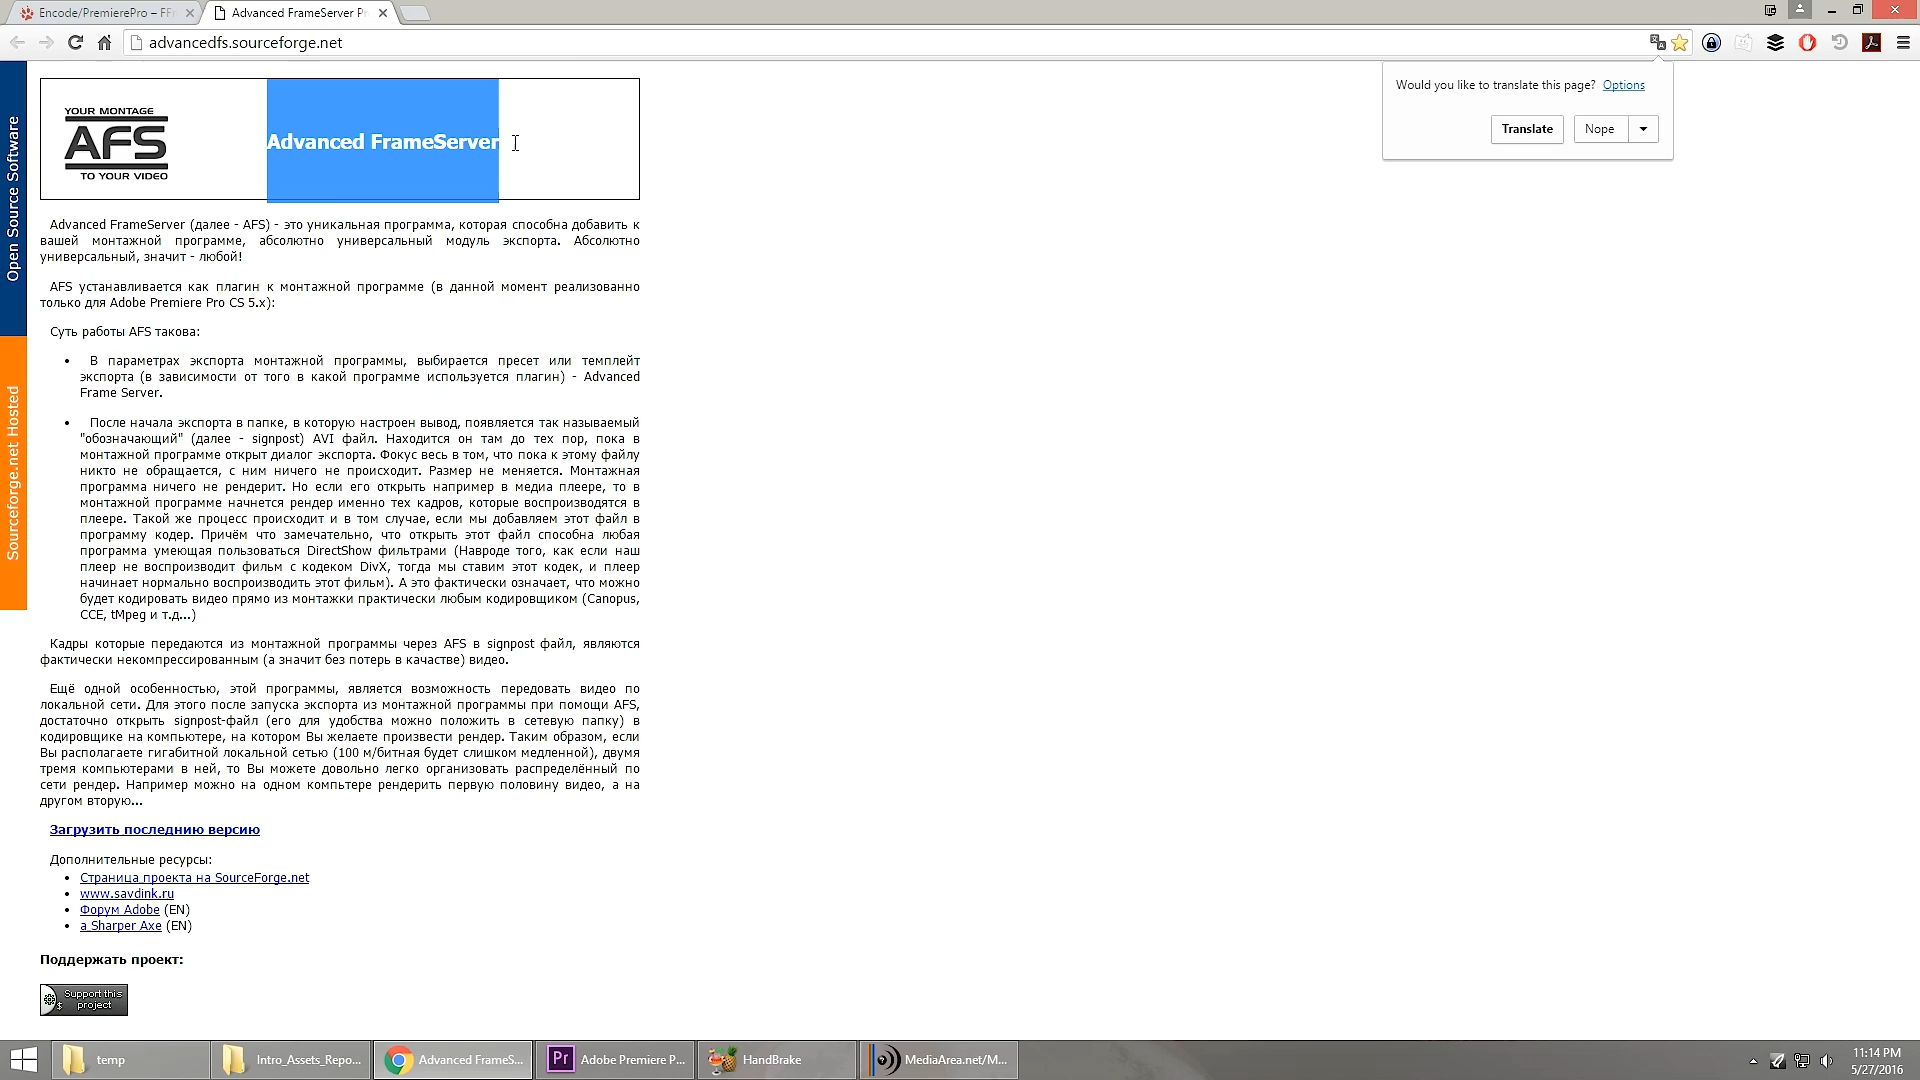 Encode/PremierePro – FF
Advanced FrameServer Pr
advancedfs.sourceforge.net
Would you like to translate this page? Options
Translate
Nope
Open Source Software
Sourceforge.net Hosted
YOUR MONTAGE
AFS
TO YOUR VIDEO
Advanced FrameServer
Advanced FrameServer (далее - AFS) - это уникальная программа, которая способна добавить к
вашей монтажной программе, абсолютно универсальный модуль экспорта. Абсолютно
универсальный, значит - любой!
AFS устанавливается как плагин к монтажной программе (в данной момент реализованно
только для Adobe Premiere Pro CS 5.x):
Суть работы AFS такова:
• В параметрах экспорта монтажной программы, выбирается пресет или темплейт
экспорта (в зависимости от того в какой программе используется плагин) - Advanced
Frame Server.
• После начала экспорта в папке, в которую настроен вывод, появляется так называемый
"обозначающий" (далее - signpost) AVI файл. Находится он там до тех пор, пока в
монтажной программе открыт диалог экспорта. Фокус весь в том, что пока к этому файлу
никто не обращается, с ним ничего не происходит. Размер не меняется. Монтажная
программа ничего не рендерит. Но если его открыть например в медиа плеере, то в
монтажной программе начнется рендер именно тех кадров, которые воспроизводятся в
плеере. Такой же процесс происходит и в том случае, если мы добавляем этот файл в
программу кодер. Причём что замечательно, что открыть этот файл способна любая
программа умеющая пользоваться DirectShow фильтрами (Навроде того, как если наш
плеер не воспроизводит фильм с кодеком DivX, тогда мы ставим этот кодек, и плеер
начинает нормально воспроизводить этот фильм). А это фактически означает, что можно
будет кодировать видео прямо из монтажки практически любым кодировщиком (Canopus,
CCE, tMpeg и т.д...)
Кадры которые передаются из монтажной программы через AFS в signpost файл, являются
фактически некомпрессированным (а значит без потерь в качастве) видео.
Ещё одной особенностью, этой программы, является возможность передовать видео по
локальной сети. Для этого после запуска экспорта из монтажной программы при помощи AFS,
достаточно открыть signpost-файл (его для удобства можно положить в сетевую папку) в
кодировщике на компьютере, на котором Вы желаете произвести рендер. Таким образом, если
Вы располагаете гигабитной локальной сетью (100 м/битная будет слишком медленной), двумя
тремя компьютерами в ней, то Вы можете довольно легко организовать распределённый по
сети рендер. Например можно на одном компьтере рендерить первую половину видео, а на
другом вторую...
Загрузить последнию версию
Дополнительные ресурсы:
• Страница проекта на SourceForge.net
• www.savdink.ru
• Форум Adobe (EN)
• a Sharper Axe (EN)
Поддержать проект:
Support this
project
temp
Intro_Assets_Repo...
Advanced FrameS...
Pr Adobe Premiere P...
HandBrake
MediaArea.net/M...
11:14 PM
5/27/2016